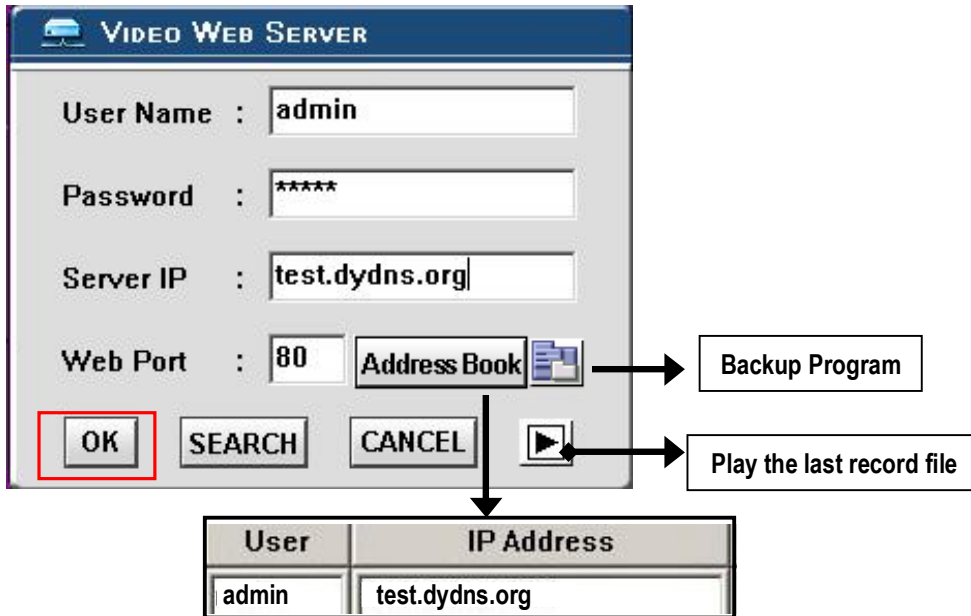 VIDEO WEB SERVER
User Name : admin
Password : *****
Server IP : test.dydns.org
Web Port : 80 Address Book
Backup Program
OK SEARCH CANCEL
Play the last record file
User IP Address
admin test.dydns.org